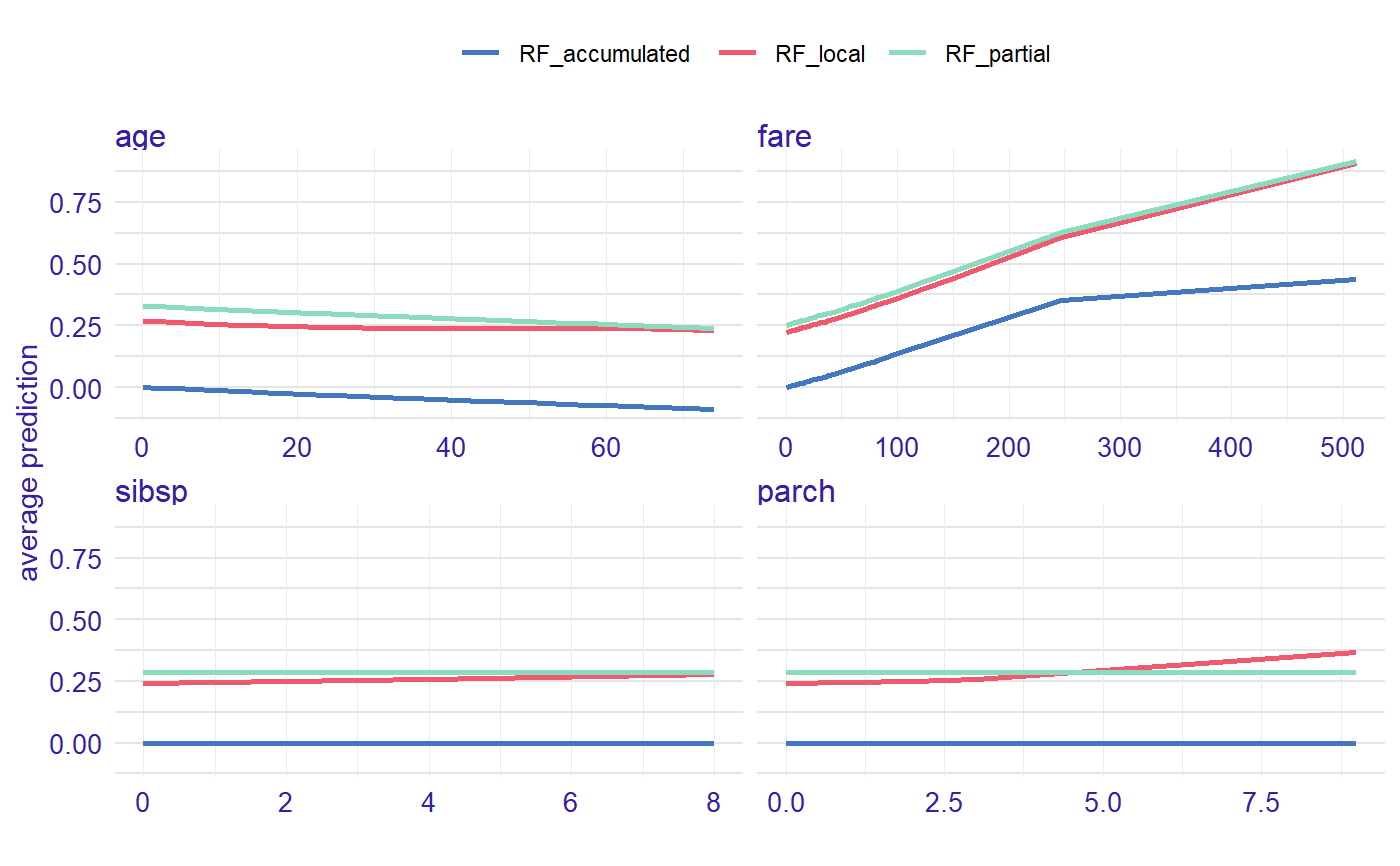 RF_accumulated RF_local RF_partial
age fare
0.75
0.50
0.25
0.00
0 20 40 60 0 100 200 300 400 500
average prediction
sibsp parch
0.75
0.50
0.25
0.00
0 2 4 6 8 0.0 2.5 5.0 7.5